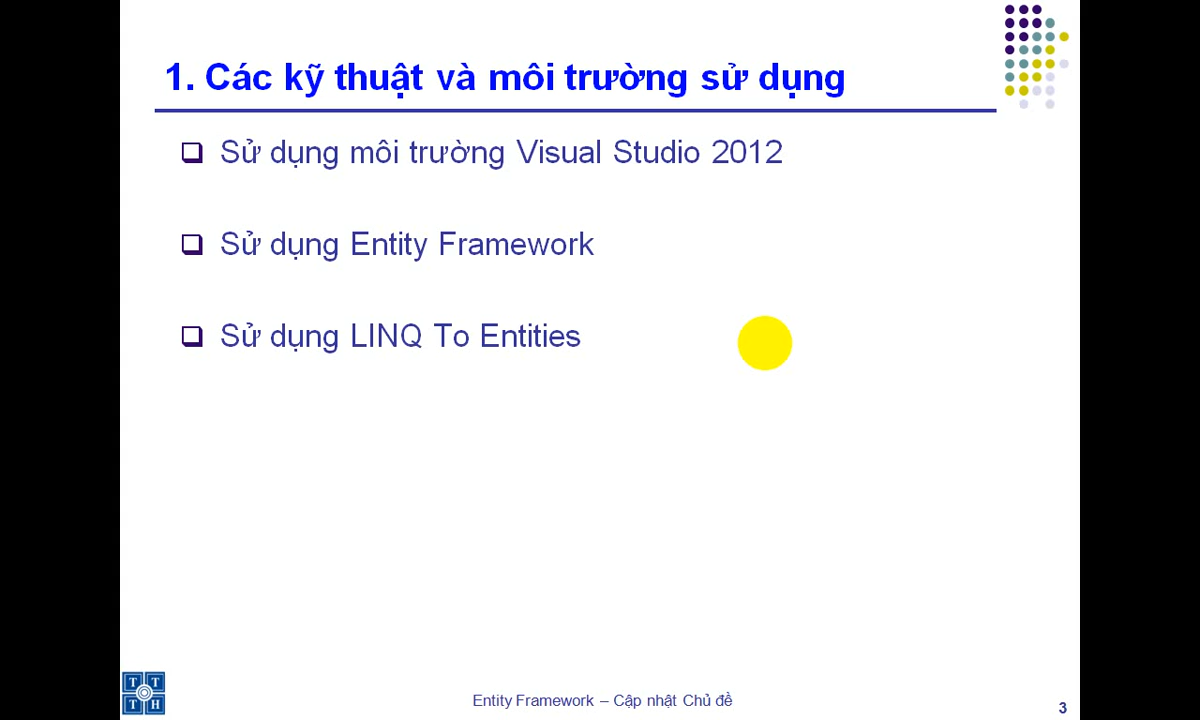 1. Các kỹ thuật và môi trường sử dụng
Sử dụng môi trường Visual Studio 2012
Sử dụng Entity Framework
Sử dụng LINQ To Entities
T T
T H
Entity Framework – Cập nhật Chủ đề
3